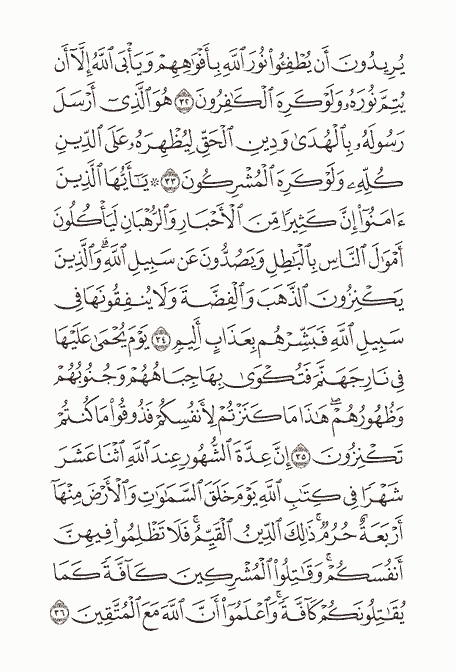 يُرِيدُونَ أَن يُطْفِـُٔوا۟ نُورَ ٱللَّهِ بِأَفْوَٰهِهِمْ وَيَأْبَى ٱللَّهُ إِلَّآ أَن
يُتِمَّ نُورَهُۥ وَلَوْ كَرِهَ ٱلْكَٰفِرُونَ ٣٢ هُوَ ٱلَّذِىٓ أَرْسَلَ
رَسُولَهُۥ بِٱلْهُدَىٰ وَدِينِ ٱلْحَقِّ لِيُظْهِرَهُۥ عَلَى ٱلدِّينِ
كُلِّهِۦ وَلَوْ كَرِهَ ٱلْمُشْرِكُونَ ٣٣ ۞ يَٰٓأَيُّهَا ٱلَّذِينَ
ءَامَنُوٓا۟ إِنَّ كَثِيرًا مِّنَ ٱلْأَحْبَارِ وَٱلرُّهْبَانِ لَيَأْكُلُونَ
أَمْوَٰلَ ٱلنَّاسِ بِٱلْبَٰطِلِ وَيَصُدُّونَ عَن سَبِيلِ ٱللَّهِ ۗ وَٱلَّذِينَ
يَكْنِزُونَ ٱلذَّهَبَ وَٱلْفِضَّةَ وَلَا يُنفِقُونَهَا فِى
سَبِيلِ ٱللَّهِ فَبَشِّرْهُم بِعَذَابٍ أَلِيمٍ ٣٤ يَوْمَ يُحْمَىٰ عَلَيْهَا
فِى نَارِ جَهَنَّمَ فَتُكْوَىٰ بِهَا جِبَاهُهُمْ وَجُنُوبُهُمْ
وَظُهُورُهُمْ ۖ هَٰذَا مَا كَنَزْتُمْ لِأَنفُسِكُمْ فَذُوقُوا۟ مَا كُنتُمْ
تَكْنِزُونَ ٣٥ إِنَّ عِدَّةَ ٱلشُّهُورِ عِندَ ٱللَّهِ ٱثْنَا عَشَرَ
شَهْرًا فِى كِتَٰبِ ٱللَّهِ يَوْمَ خَلَقَ ٱلسَّمَٰوَٰتِ وَٱلْأَرْضَ مِنْهَآ
أَرْبَعَةٌ حُرُمٌ ۚ ذَٰلِكَ ٱلدِّينُ ٱلْقَيِّمُ ۚ فَلَا تَظْلِمُوا۟ فِيهِنَّ
أَنفُسَكُمْ ۚ وَقَٰتِلُوا۟ ٱلْمُشْرِكِينَ كَآفَّةً كَمَا
يُقَٰتِلُونَكُمْ كَآفَّةً ۚ وَٱعْلَمُوٓا۟ أَنَّ ٱللَّهَ مَعَ ٱلْمُتَّقِينَ ٣٦